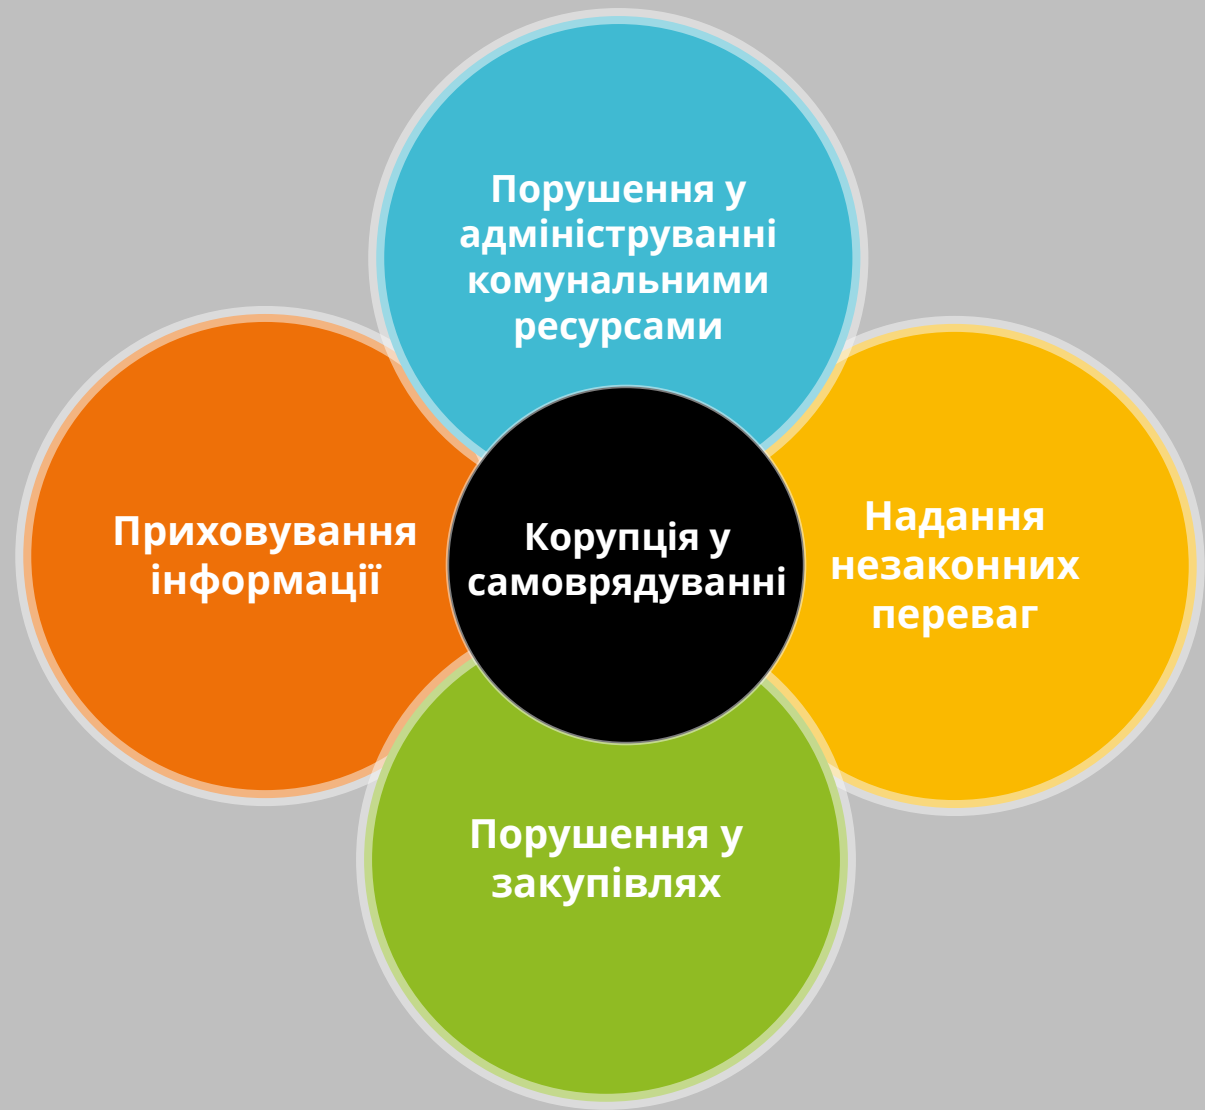 Порушення у
адмініструванні
комунальними
ресурсами
Приховування
інформації
Корупція у
самоврядуванні
Надання
незаконних
переваг
Порушення у
закупівлях